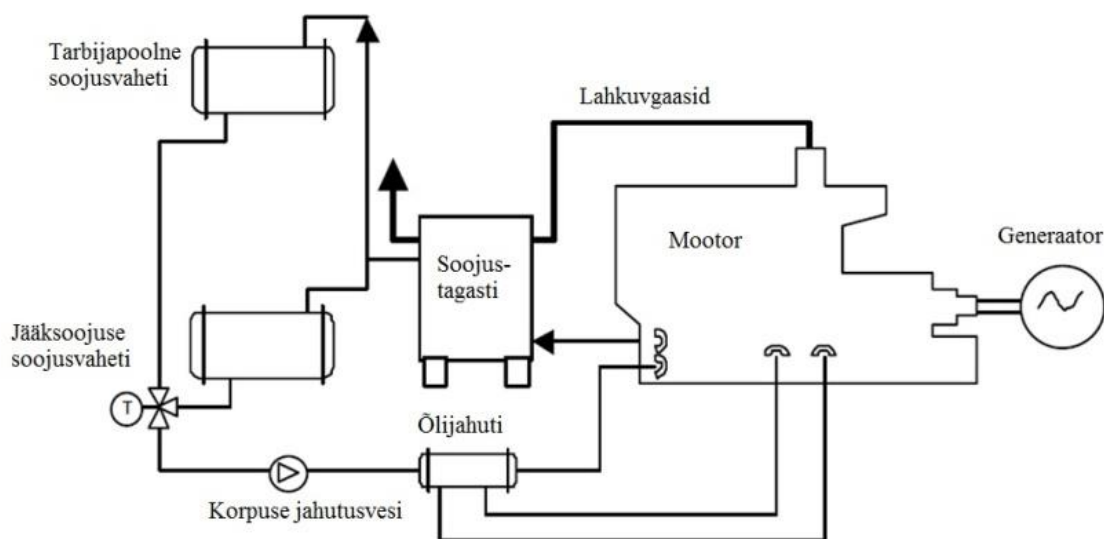 Tarbijapoolne
soojusvaheti
Lahkuvgaasid
Mootor
Generaator
Soojus-
tagasti
Jääksoojuse
soojusvaheti
T
Õlijahuti
Korpuse jahutusvesi